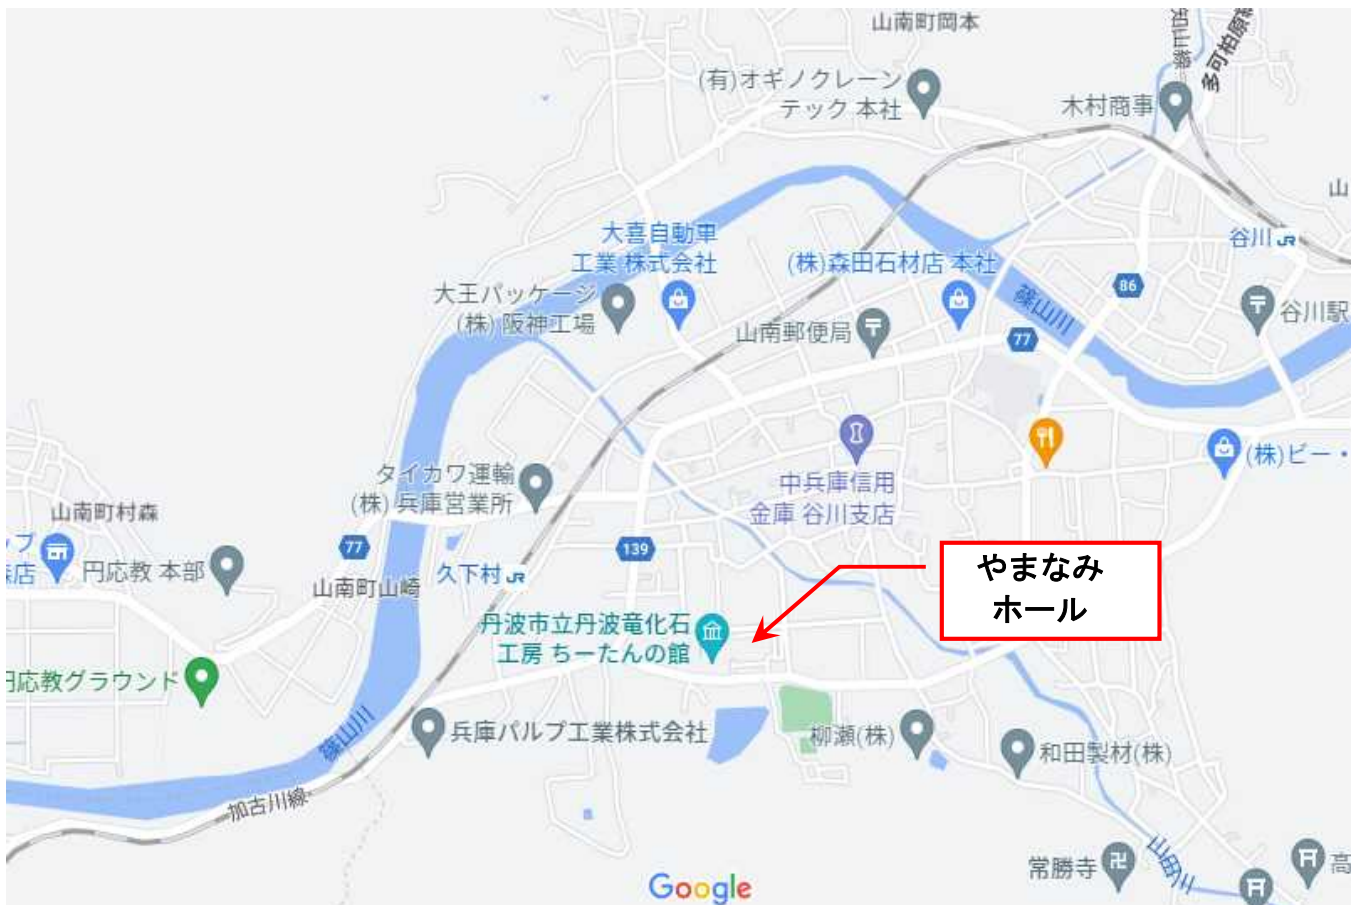 山南町岡本
多可柏原線
(有)オギノクレーン
テック 本社
木村商事
山
谷川
大喜自動車
工業 株式会社
(株)森田石材店 本社
大王パッケージ
(株) 阪神工場
86
篠山川
谷川駅
山南郵便局
77
タイカワ運輸
(株) 兵庫営業所
中兵庫信用
金庫 谷川支店
(株)ビー・
山南町村森
77
139
円応教 本部
山南町山崎
久下村
やまなみ
ホール
丹波市立丹波竜化石
工房 ちーたんの館
円応教グラウンド
篠山川
兵庫パルプ工業株式会社
柳瀬(株)
和田製材(株)
加古川線
常勝寺
山田川
高
Google